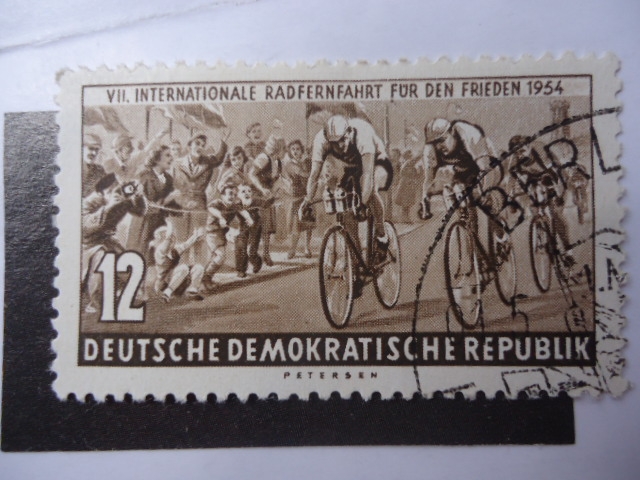 VII. INTERNATIONALE RADFERNFAHRT FÜR DEN FRIEDEN 1954
12
DEUTSCHE DEMOKRATISCHE REPUBLIK
PETERSEN